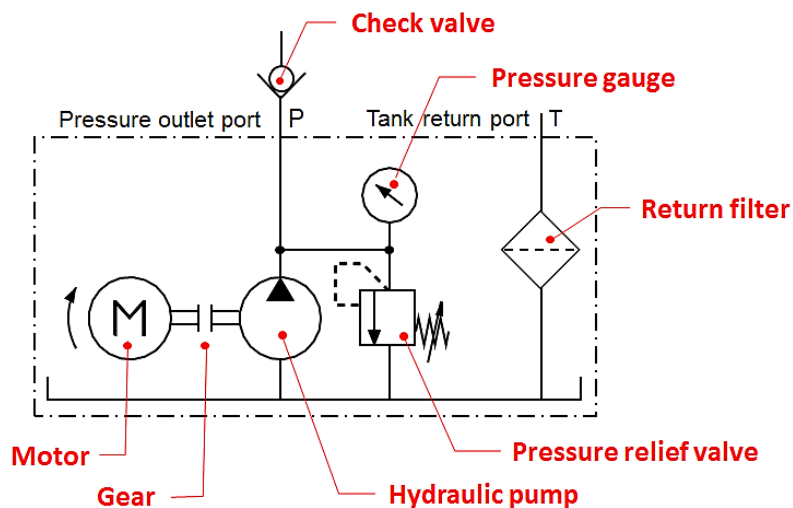 Check valve
Pressure gauge
Pressure outlet port P
Tank return port T
Return filter
M
Motor
Gear
Hydraulic pump
Pressure relief valve